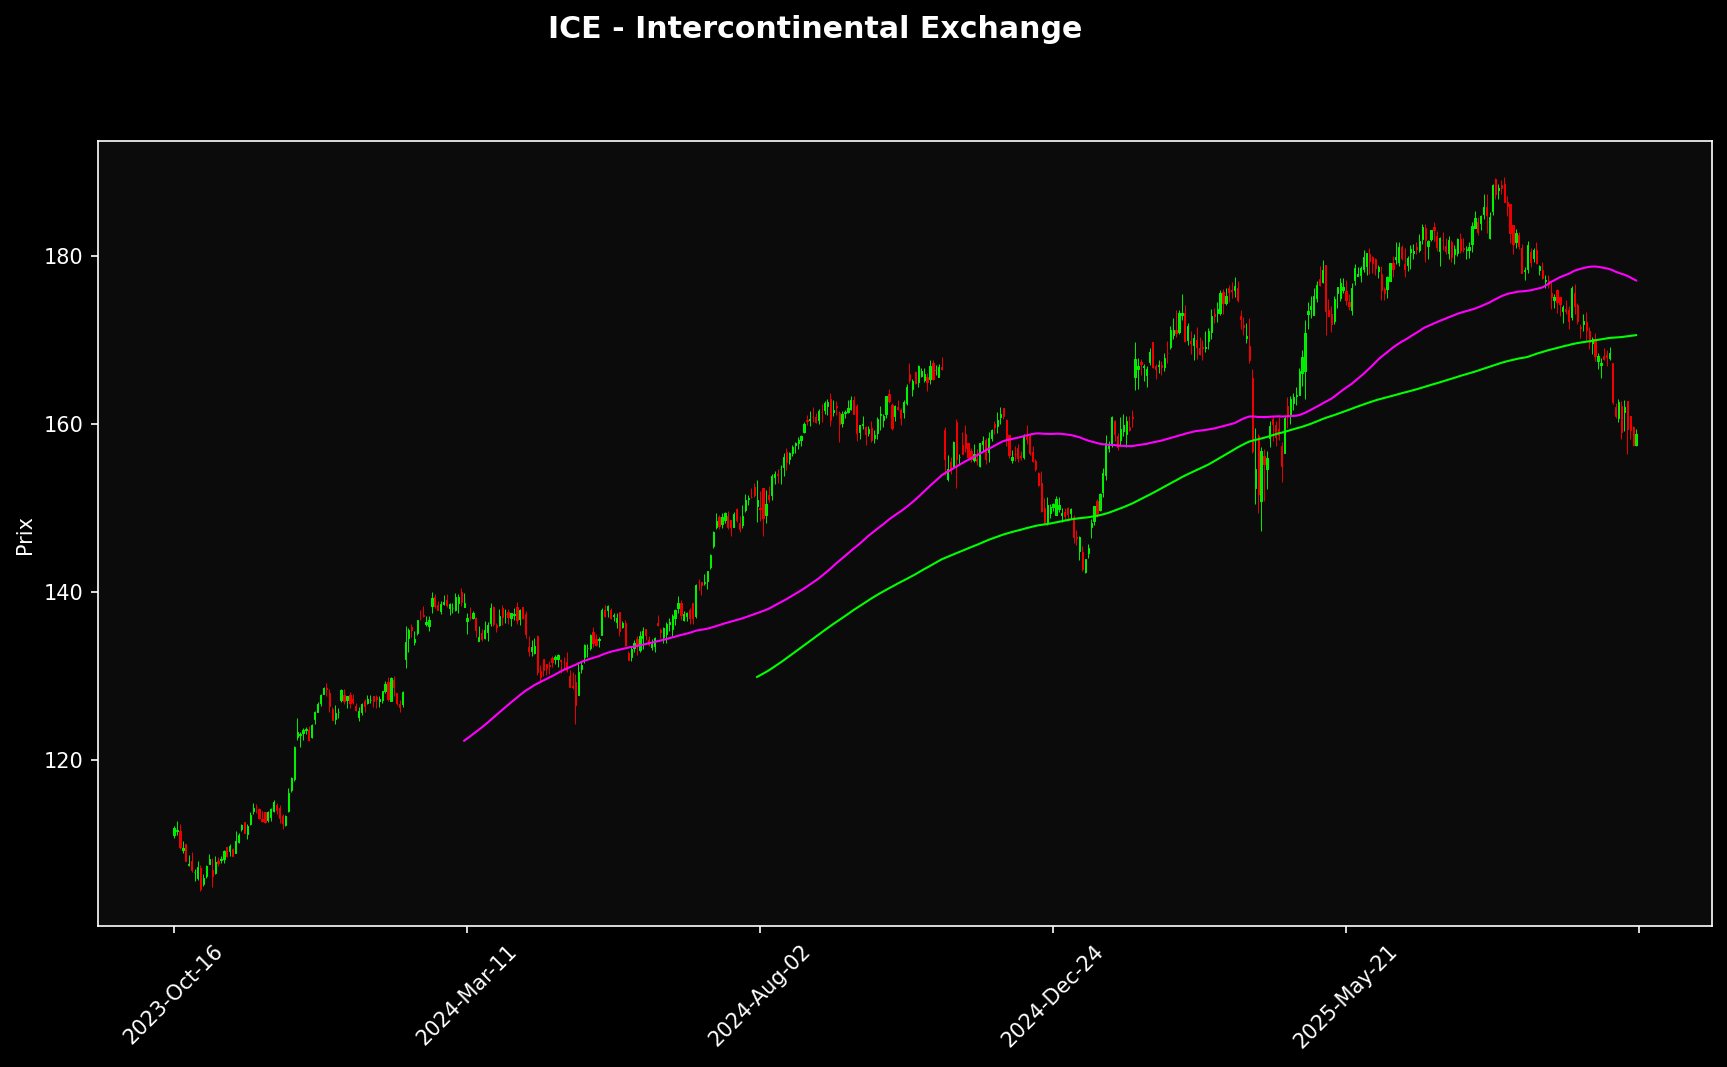 ICE - Intercontinental Exchange
Prix
180
160
140
120
2023-Oct-16
2024-Mar-11
2024-Aug-02
2024-Dec-24
2025-May-21